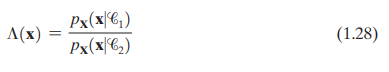 Λ(x) = p_X(x|𝒞₁) / p_X(x|𝒞₂) (1.28)